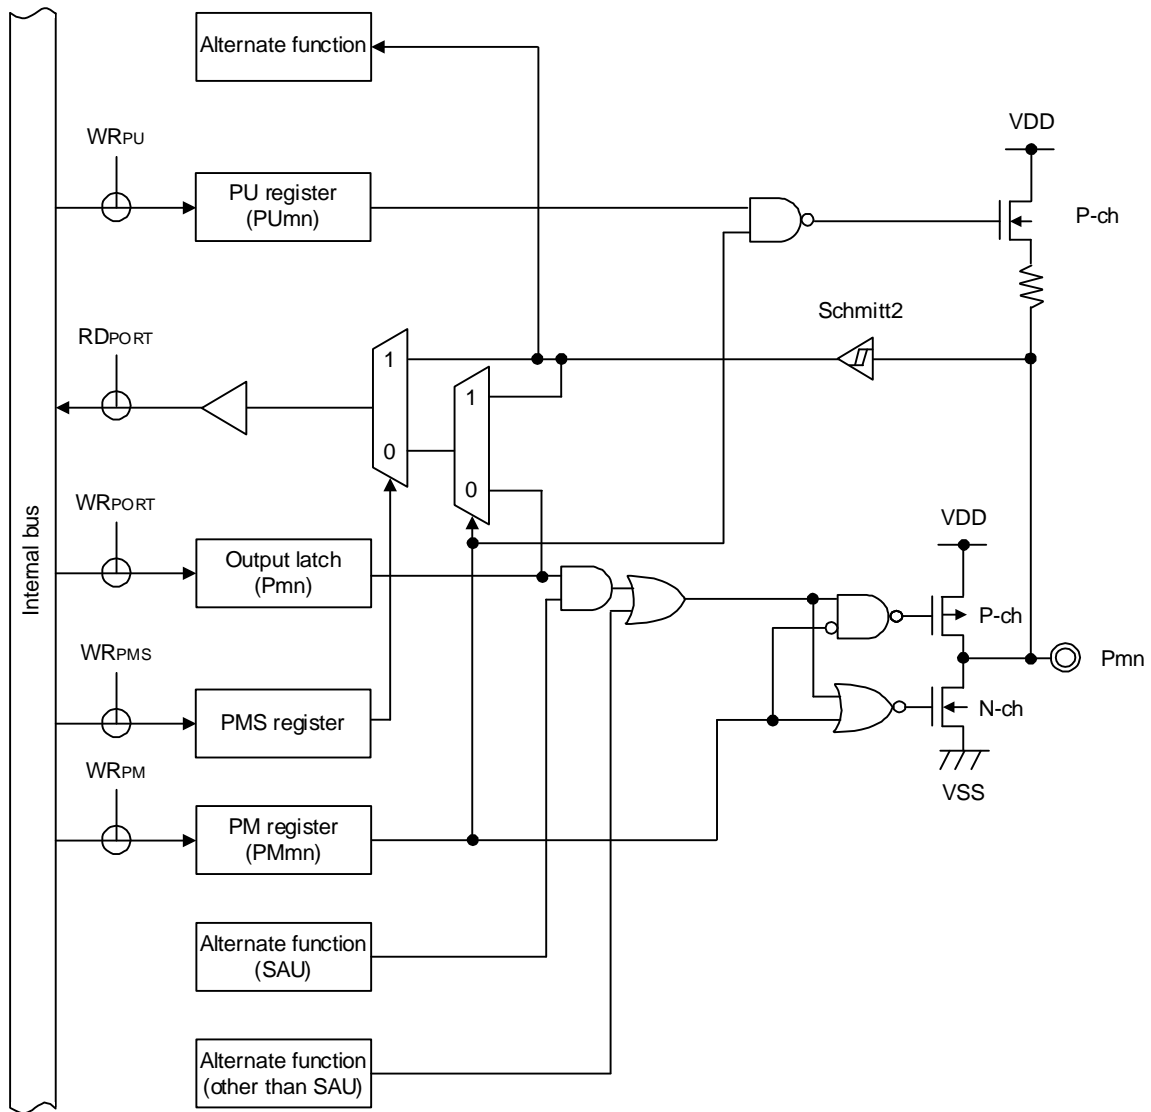 Alternate function
WRPU
VDD
PU register
(PUmn)
P-ch
Schmitt2
RDPORT
1
1
0
0
WRPORT
VDD
Internal bus
Output latch
(Pmn)
P-ch
Pmn
WRPMS
PMS register
N-ch
WRPM
VSS
PM register
(PMmn)
Alternate function
(SAU)
Alternate function
(other than SAU)